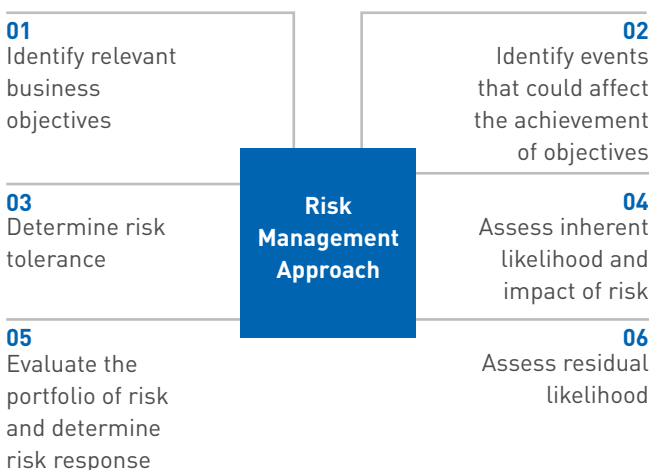 01
Identify relevant
business
objectives
02
Identify events
that could affect
the achievement
of objectives
Risk
Management
Approach
03
Determine risk
tolerance
04
Assess inherent
likelihood and
impact of risk
05
Evaluate the
portfolio of risk
and determine
risk response
06
Assess residual
likelihood